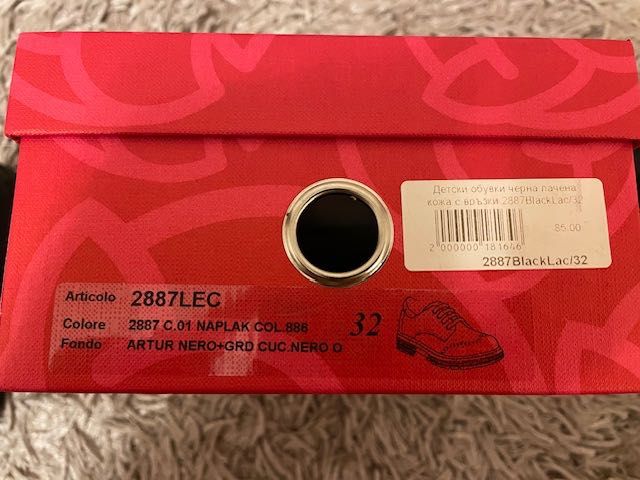 Детски обувки черна лачена
кожа с връзки 2887BlackLac/32
85.00
2 000000 181646
2887BlackLac/32
Articolo 2887LEC
Colore 2887 C.01 NAPLAK COL.886
Fondo ARTUR NERO+GRD CUC.NERO O
32